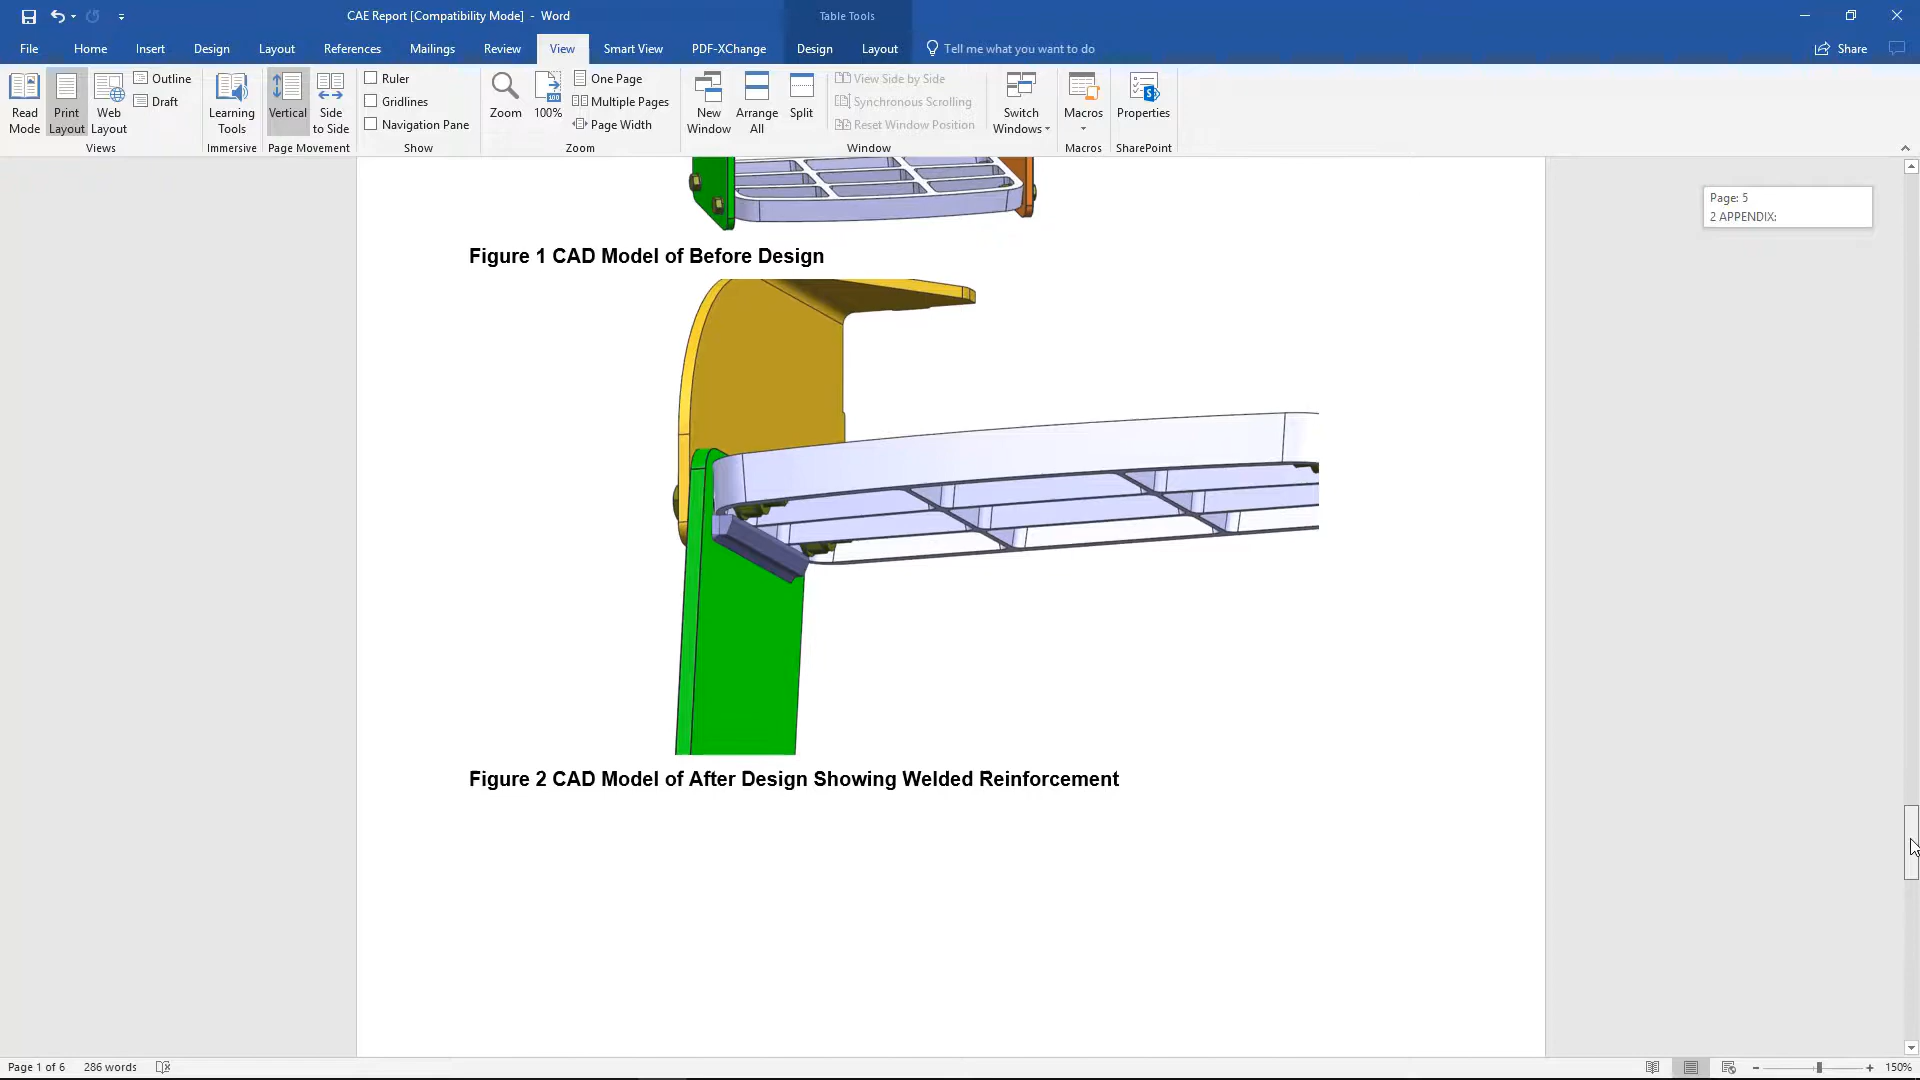 CAE Report [Compatibility Mode] - Word
Table Tools
File Home Insert Design Layout References Mailings Review View Smart View PDF-XChange Design Layout Tell me what you want to do Share
Read Mode
Print Layout
Web Layout
Outline
Draft
Views
Learning Tools
Immersive
Vertical
Side to Side
Page Movement
Ruler
Gridlines
Navigation Pane
Show
Zoom
100
100%
One Page
Multiple Pages
Page Width
Zoom
New Window
Arrange All
Split
View Side by Side
Synchronous Scrolling
Reset Window Position
Window
Switch Windows
Macros
Macros
Properties
SharePoint
Page: 5
2 APPENDIX:
Figure 1 CAD Model of Before Design
Figure 2 CAD Model of After Design Showing Welded Reinforcement
Page 1 of 6 286 words 150%